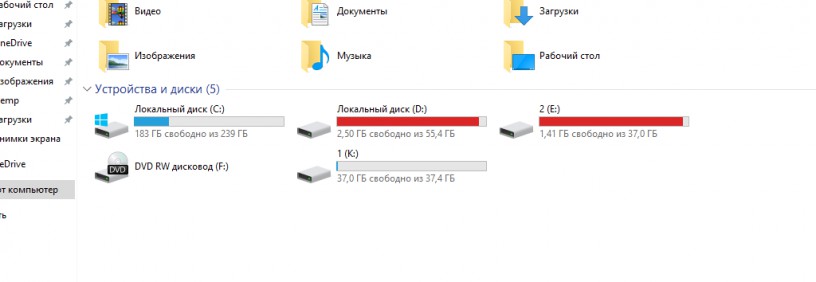 абочий стол
агрузки
neDrive
окументы
зображения
emp
агрузки
нимки экрана
eDrive
от компьютер
ть
Видео
Документы
Загрузки
Изображения
Музыка
Рабочий стол
Устройства и диски (5)
Локальный диск (C:)
183 ГБ свободно из 239 ГБ
Локальный диск (D:)
2,50 ГБ свободно из 55,4 ГБ
2 (E:)
1,41 ГБ свободно из 37,0 ГБ
DVD RW дисковод (F:)
DVD
1 (K:)
37,0 ГБ свободно из 37,4 ГБ